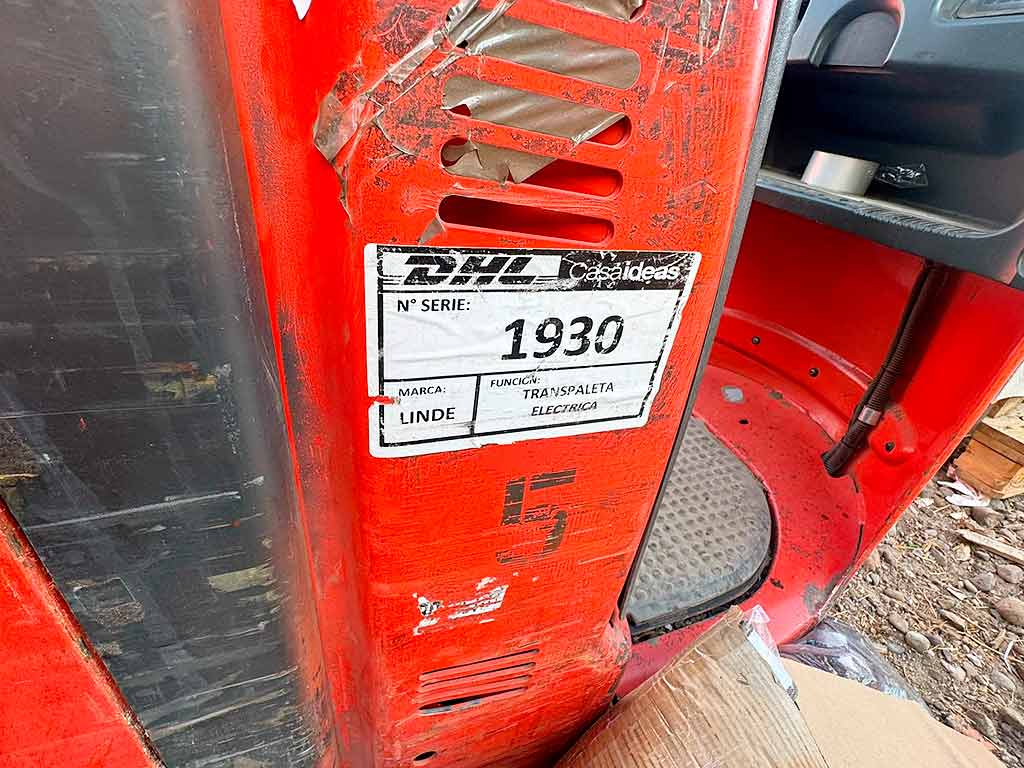 DHL Casaideas
N° SERIE:
1930
MARCA:
LINDE
FUNCIÓN:
TRANSPALETA
ELECTRICA
5